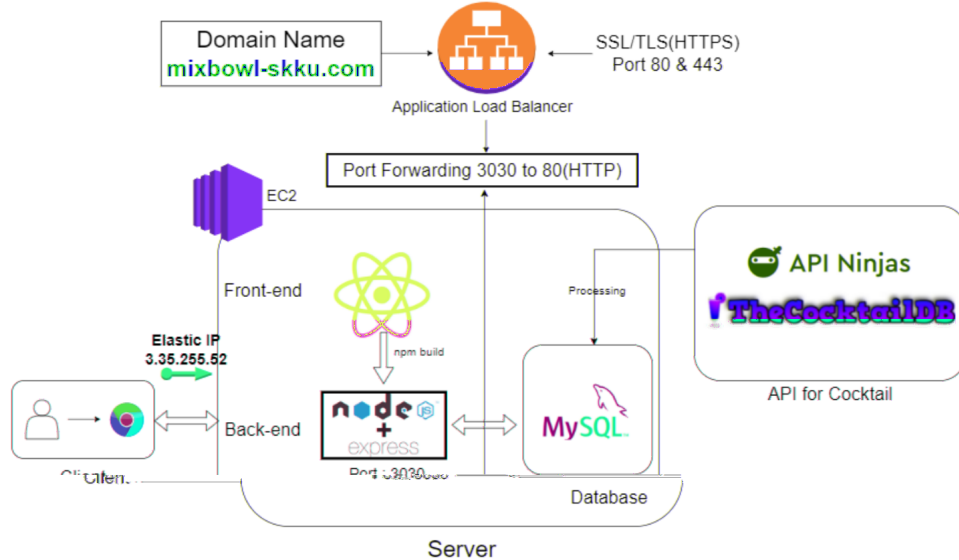 Domain Name
mixbowl-skku.com
SSL/TLS(HTTPS)
Port 80 & 443
Application Load Balancer
Port Forwarding 3030 to 80(HTTP)
EC2
API Ninjas
TheCocktailDB
API for Cocktail
Front-end
Processing
npm build
Elastic IP
3.35.255.52
node JS
+
express
MySQL
Back-end
Database
Server